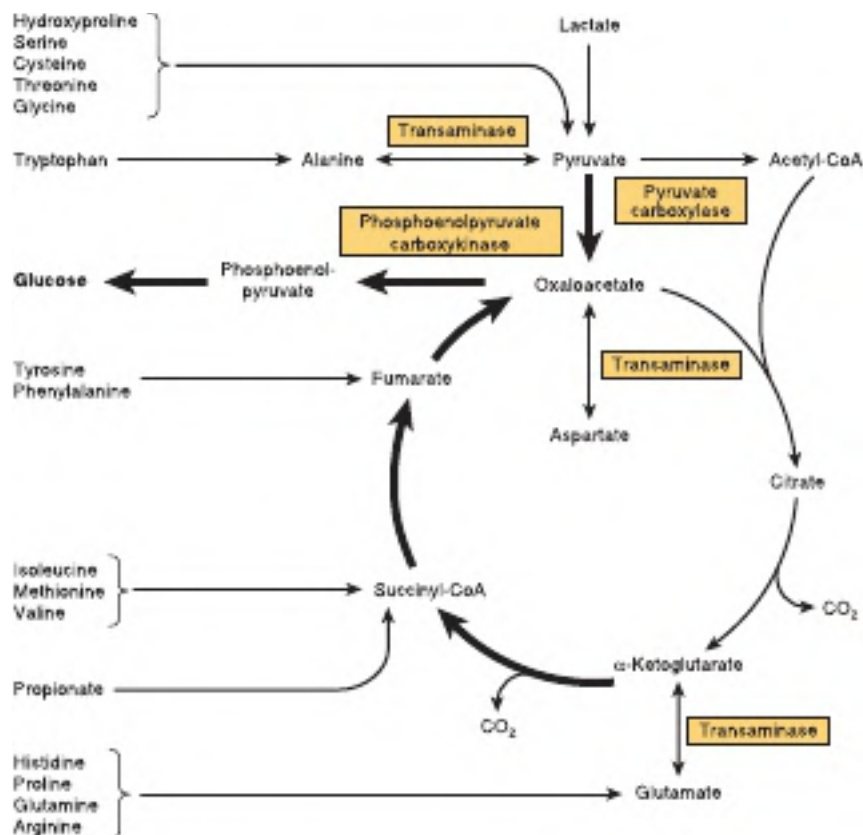 Hydroxyproline
Serine
Cysteine
Threonine
Glycine
Lactate
Transaminase
Tryptophan
Alanine
Pyruvate
Acetyl-CoA
Pyruvate
carboxylase
Phosphoenolpyruvate
carboxykinase
Glucose
Phosphoenol-
pyruvate
Oxaloacetate
Tyrosine
Phenylalanine
Fumarate
Transaminase
Aspartate
Citrate
Isoleucine
Methionine
Valine
Succinyl-CoA
CO₂
α-Ketoglutarate
Propionate
CO₂
Transaminase
Histidine
Proline
Glutamine
Arginine
Glutamate